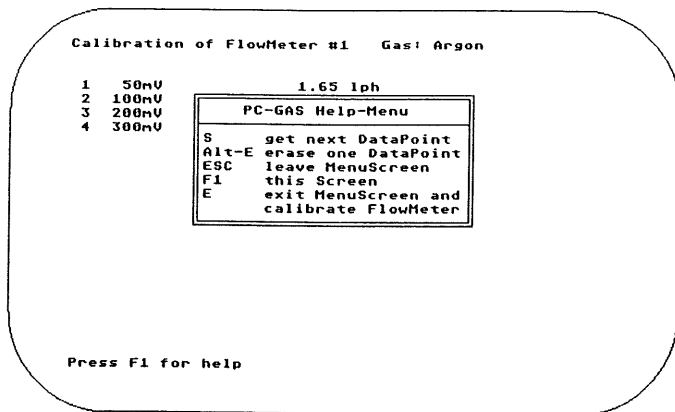 Calibration of FlowMeter #1   Gas: Argon
1   50mV   1.65 lph
2   100mV
3   200mV
4   300mV
PC-GAS Help-Menu
S   get next DataPoint
Alt-E   erase one DataPoint
ESC   leave MenuScreen
F1   this Screen
E   exit MenuScreen and
calibrate FlowMeter
Press F1 for help